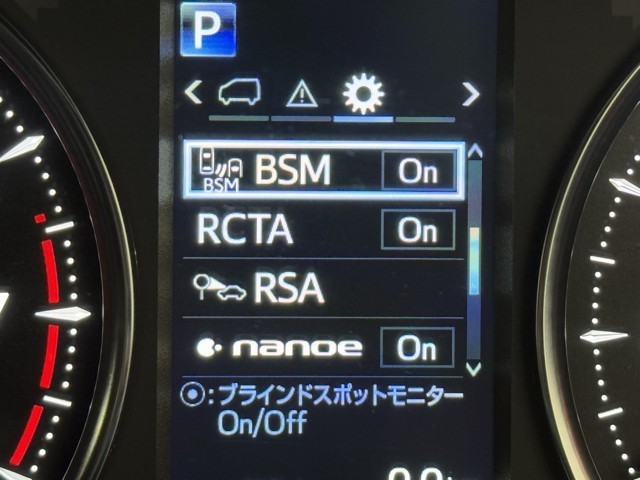 P
BSM BSM On
RCTA On
RSA
nanoe On
:ブラインドスポットモニター
On/Off